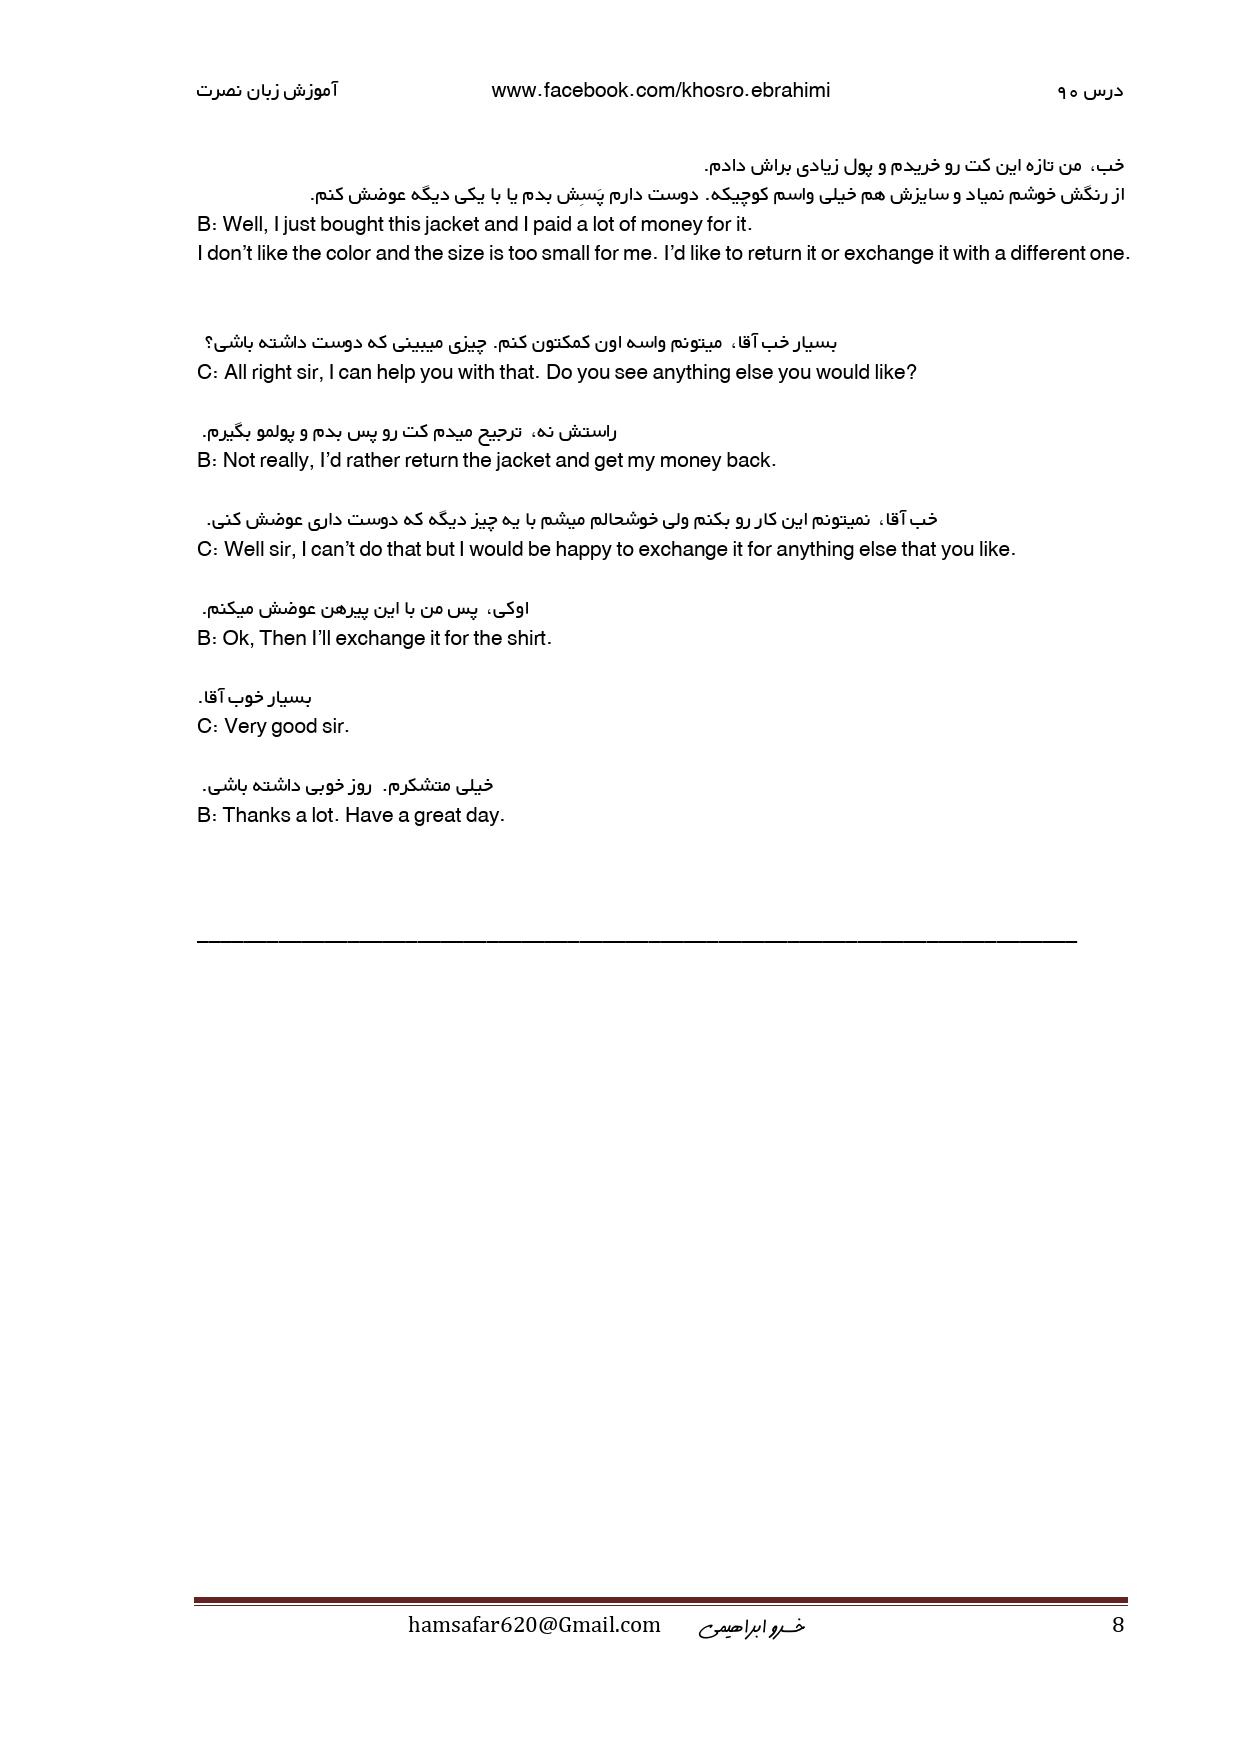 درس ۹۰ www.facebook.com/khosro.ebrahimi آموزش زبان نصرت
خب، من تازه این کت رو خریدم و پول زیادی براش دادم.
از رنگش خوشم نمیاد و سایزش هم خیلی واسم کوچیکه. دوست دارم پَسِش بدم یا با یکی دیگه عوضش کنم.
B: Well, I just bought this jacket and I paid a lot of money for it.
I don’t like the color and the size is too small for me. I’d like to return it or exchange it with a different one.
بسیار خب آقا، میتونم واسه اون کمکتون کنم. چیزی میبینی که دوست داشته باشی؟
C: All right sir, I can help you with that. Do you see anything else you would like?
راستش نه، ترجیح میدم کت رو پس بدم و پولمو بگیرم.
B: Not really, I’d rather return the jacket and get my money back.
خب آقا، نمیتونم این کار رو بکنم ولی خوشحالم میشم با یه چیز دیگه که دوست داری عوضش کنی.
C: Well sir, I can’t do that but I would be happy to exchange it for anything else that you like.
اوکی، پس من با این پیرهن عوضش میکنم.
B: Ok, Then I’ll exchange it for the shirt.
بسیار خوب آقا.
C: Very good sir.
خیلی متشکرم. روز خوبی داشته باشی.
B: Thanks a lot. Have a great day.
hamsafar620@Gmail.com خسرو ابراهیمی 8